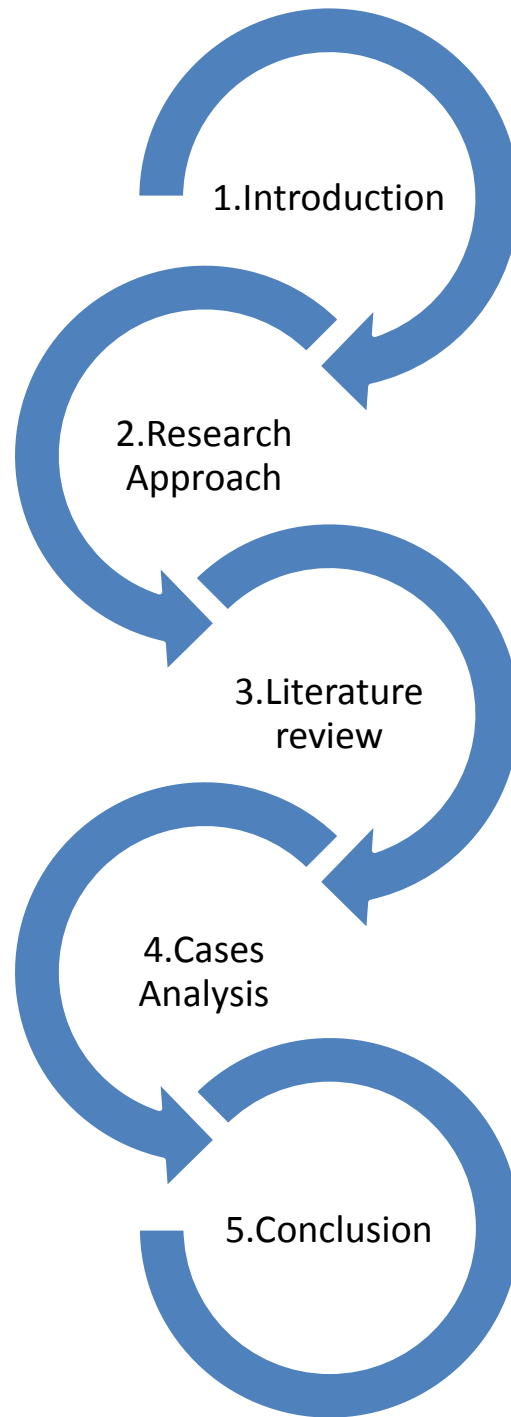 1.Introduction
2.Research
Approach
3.Literature
review
4.Cases
Analysis
5.Conclusion